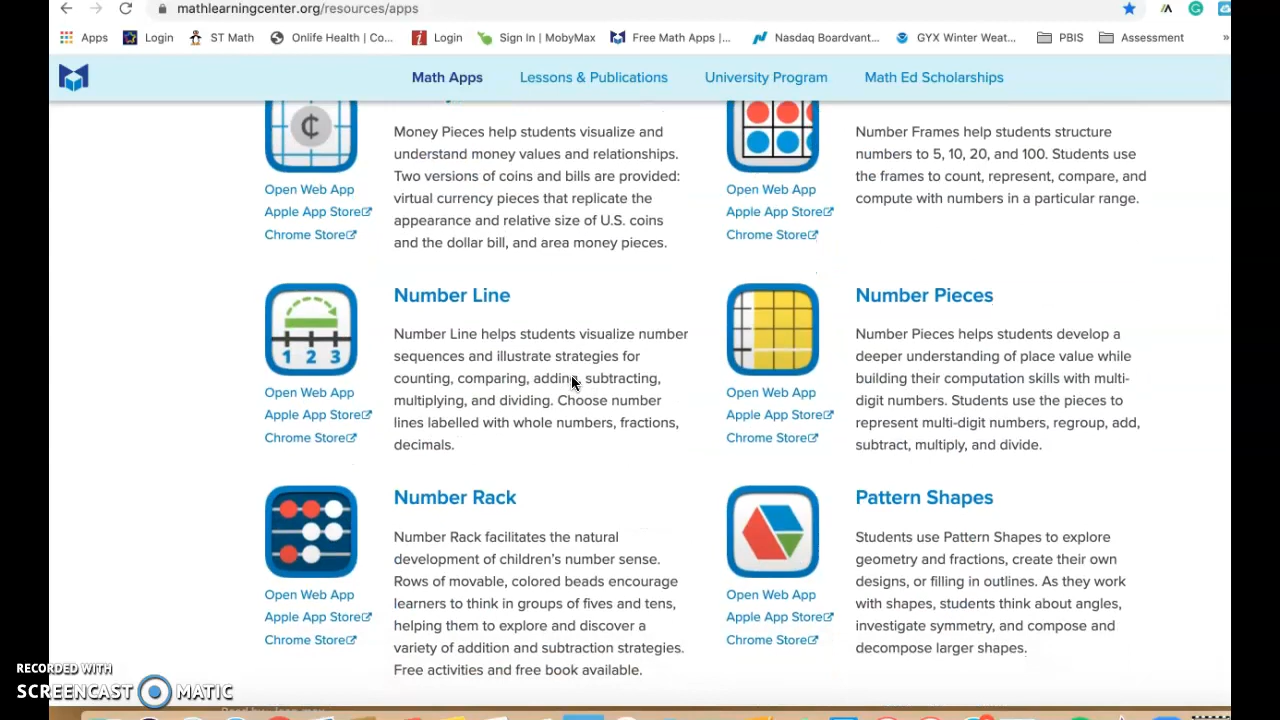 mathlearningcenter.org/resources/apps
Apps Login ST Math Onlife Health | Co... Login Sign In | MobyMax Free Math Apps |... Nasdaq Boardvant... GYX Winter Weat... PBIS Assessment »
Math Apps Lessons & Publications University Program Math Ed Scholarships
¢
Open Web App
Apple App Store
Chrome Store
Money Pieces help students visualize and
understand money values and relationships.
Two versions of coins and bills are provided:
virtual currency pieces that replicate the
appearance and relative size of U.S. coins
and the dollar bill, and area money pieces.
Open Web App
Apple App Store
Chrome Store
Number Frames help students structure
numbers to 5, 10, 20, and 100. Students use
the frames to count, represent, compare, and
compute with numbers in a particular range.
1 2 3
Open Web App
Apple App Store
Chrome Store
Number Line
Number Line helps students visualize number
sequences and illustrate strategies for
counting, comparing, adding, subtracting,
multiplying, and dividing. Choose number
lines labelled with whole numbers, fractions,
decimals.
Open Web App
Apple App Store
Chrome Store
Number Pieces
Number Pieces helps students develop a
deeper understanding of place value while
building their computation skills with multi-
digit numbers. Students use the pieces to
represent multi-digit numbers, regroup, add,
subtract, multiply, and divide.
Open Web App
Apple App Store
Chrome Store
Number Rack
Number Rack facilitates the natural
development of children's number sense.
Rows of movable, colored beads encourage
learners to think in groups of fives and tens,
helping them to explore and discover a
variety of addition and subtraction strategies.
Free activities and free book available.
Open Web App
Apple App Store
Chrome Store
Pattern Shapes
Students use Pattern Shapes to explore
geometry and fractions, create their own
designs, or filling in outlines. As they work
with shapes, students think about angles,
investigate symmetry, and compose and
decompose larger shapes.
RECORDED WITH
SCREENCAST MATIC